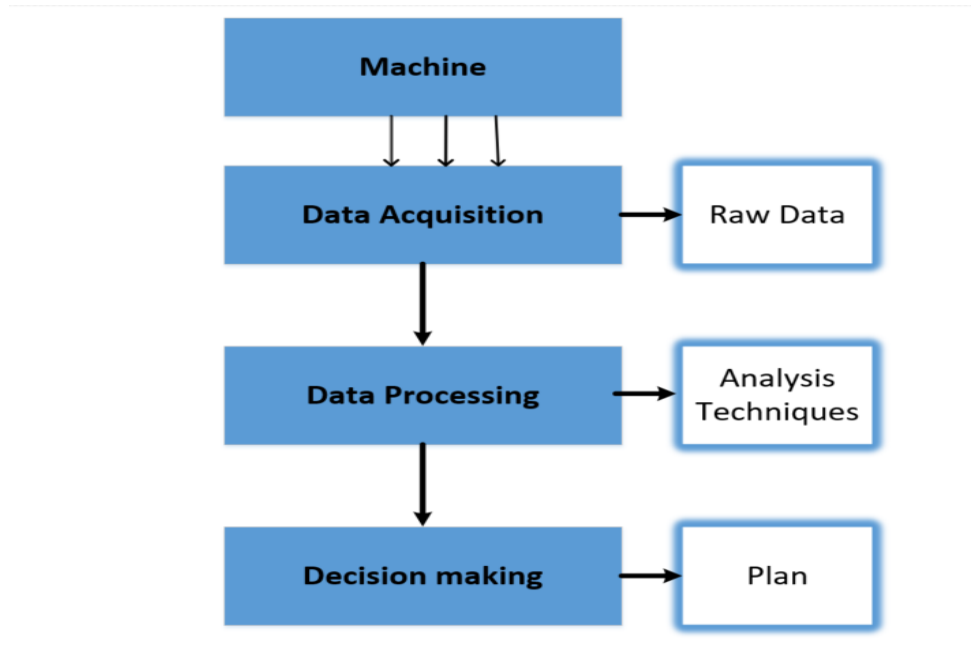 Machine
Data Acquisition
Raw Data
Data Processing
Analysis
Techniques
Decision making
Plan